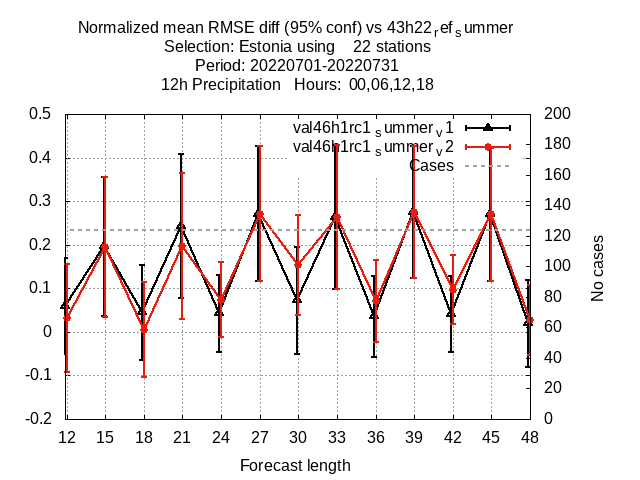 Normalized mean RMSE diff (95% conf) vs 43h22refsummer
Selection: Estonia using 22 stations
Period: 20220701-20220731
12h Precipitation Hours: 00,06,12,18
val46h1rc1summerv1
val46h1rc1summerv2
Cases
0.5
0.4
0.3
0.2
0.1
0
-0.1
-0.2
200
180
160
140
120
100
80
60
40
20
0
No cases
12 15 18 21 24 27 30 33 36 39 42 45 48
Forecast length